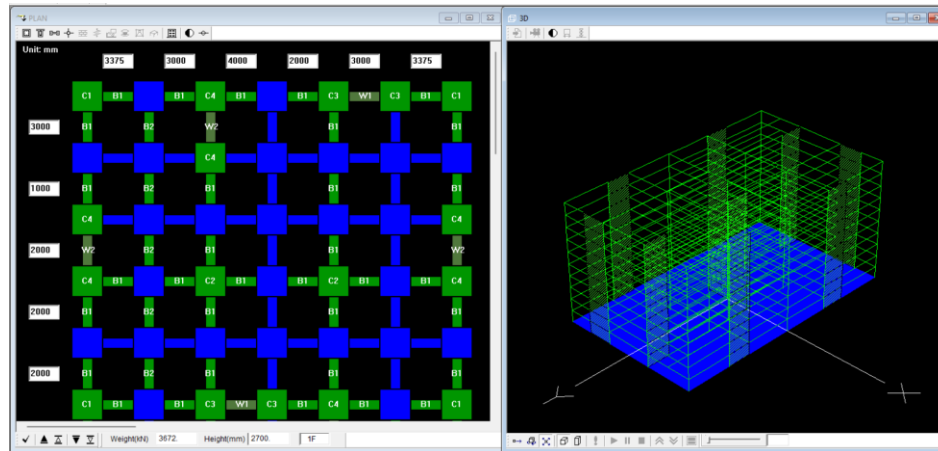 PLAN
Unit: mm
3375 3000 4000 2000 3000 3375
C1 B1 C4 B1 B1 C3 W1 C3 B1 C1
3000 B1 B2 W2 B1 B1
C4
1000 B1 B2 B1 B1 B1
C4 C4
2000 W2 B2 B1 B1 W2
C4 B1 B1 C2 B1 B1 C2 B1 B1 C4
2000 B1 B2 B1 B1 B1
2000 B1 B2 B1 B1 B1
C1 B1 B1 C3 W1 C3 B1 C4 B1 B1 C1
Weight(kN) 3672. Height(mm) 2700. 1F
3D